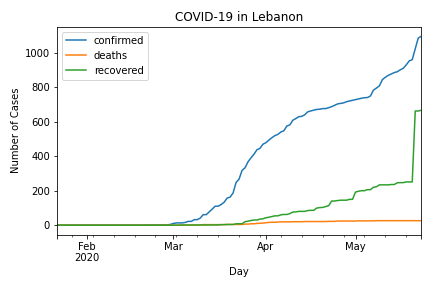 COVID-19 in Lebanon
confirmed
deaths
recovered
Number of Cases
1000
800
600
400
200
0
Feb
2020
Mar
Apr
May
Day